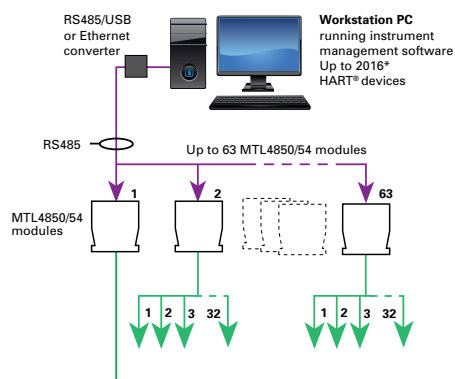 RS485/USB
or Ethernet
converter
Workstation PC
running instrument
management software
Up to 2016*
HART® devices
RS485
Up to 63 MTL4850/54 modules
1
2
63
MTL4850/54
modules
1 2 3 32
1 2 3 32